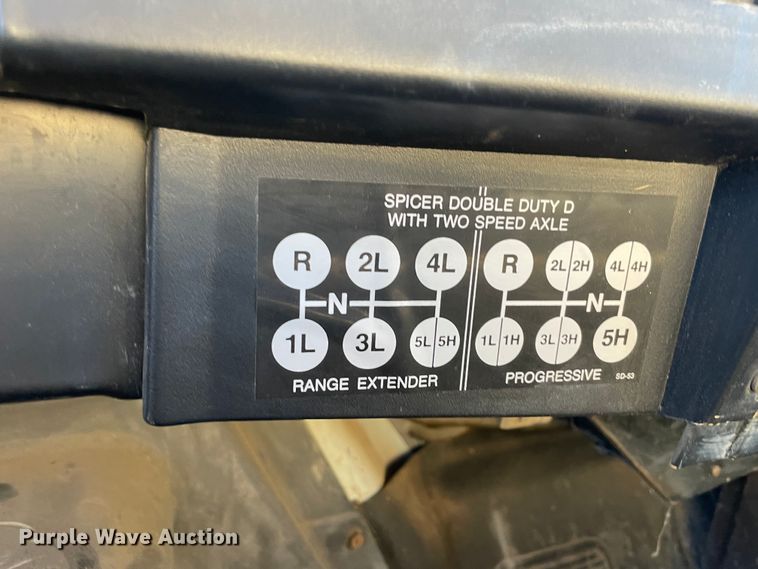 SPICER DOUBLE DUTY D
WITH TWO SPEED AXLE
R 2L 4L R 2L 2H 4L 4H
N N
1L 3L 5L 5H 1L 1H 3L 3H 5H
RANGE EXTENDER PROGRESSIVE SD-53
Purple Wave Auction